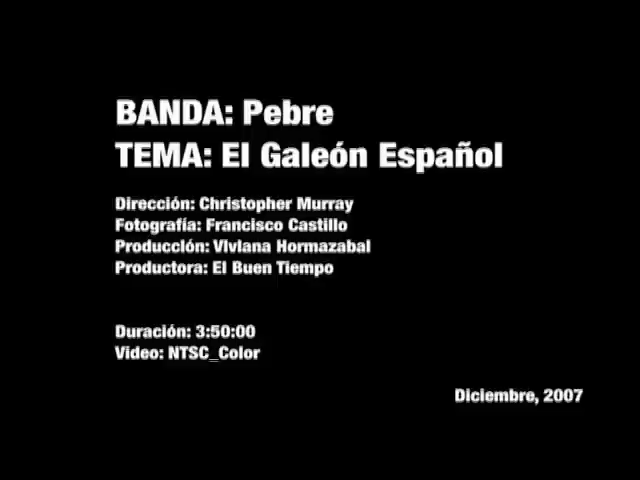 BANDA: Pebre
TEMA: El Galeón Español
Dirección: Christopher Murray
Fotografía: Francisco Castillo
Producción: Viviana Hormazabal
Productora: El Buen Tiempo
Duración: 3:50:00
Video: NTSC_Color
Diciembre, 2007